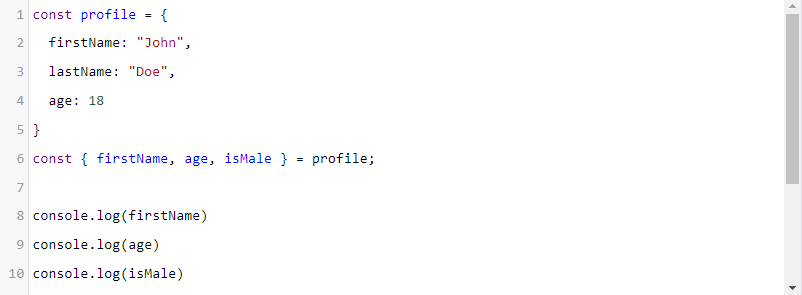 1 const profile = {
2   firstName: "John",
3   lastName: "Doe",
4   age: 18
5 }
6 const { firstName, age, isMale } = profile;
7
8 console.log(firstName)
9 console.log(age)
10 console.log(isMale)